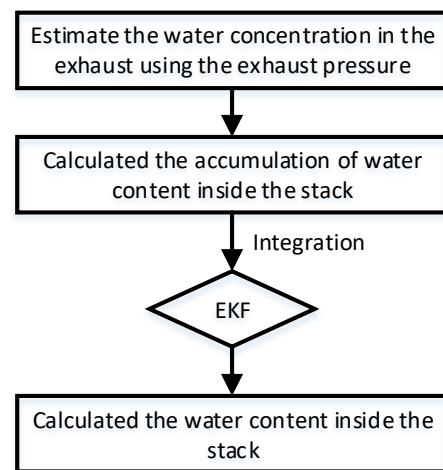 Estimate the water concentration in the
exhaust using the exhaust pressure
Calculated the accumulation of water
content inside the stack
Integration
EKF
Calculated the water content inside the
stack